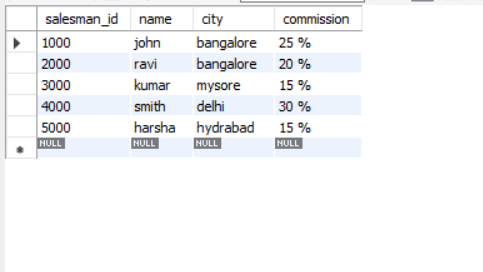 salesman_id name city commission
1000 john bangalore 25 %
2000 ravi bangalore 20 %
3000 kumar mysore 15 %
4000 smith delhi 30 %
5000 harsha hydrabad 15 %
NULL NULL NULL NULL